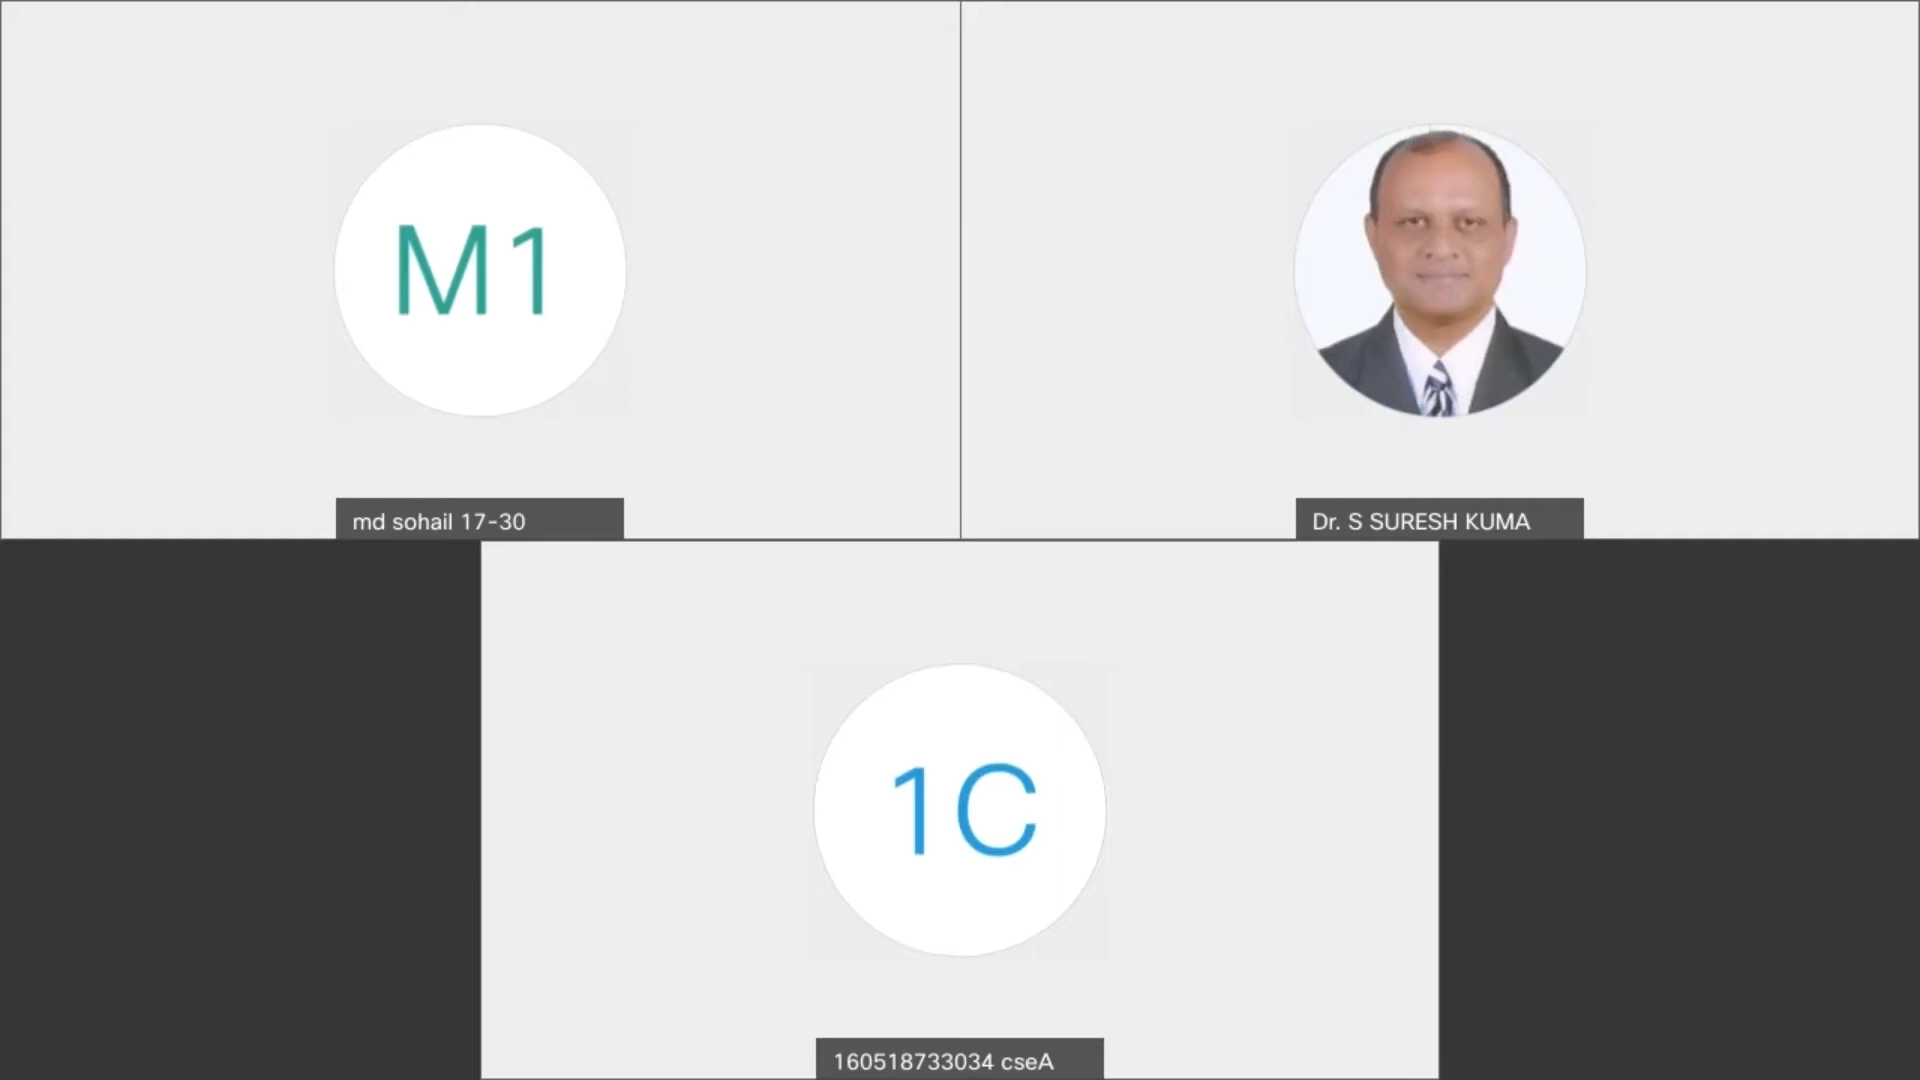 M1
md sohail 17-30
Dr. S SURESH KUMA
1C
160518733034 cseA